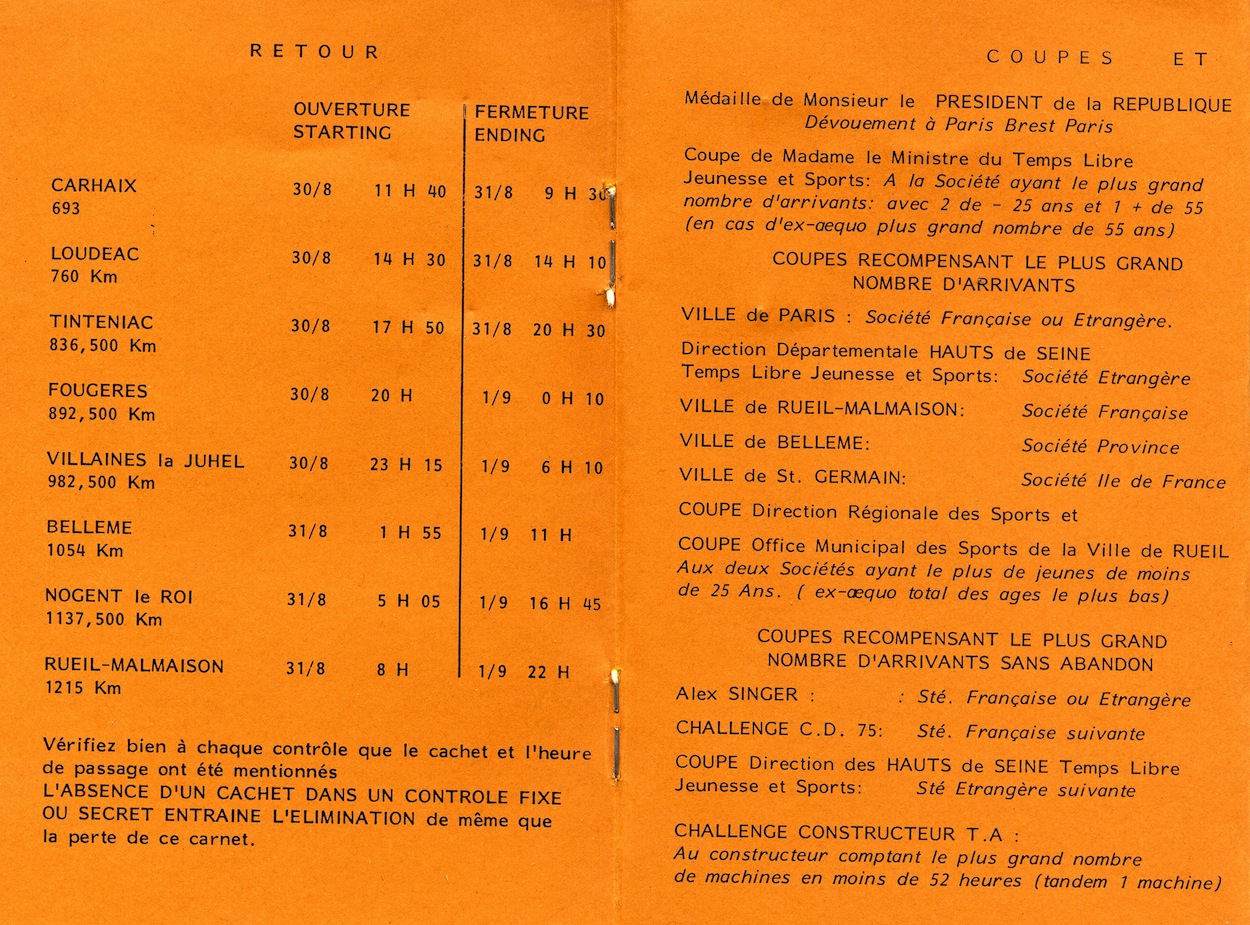 RETOUR
OUVERTURE FERMETURE
STARTING ENDING
CARHAIX 30/8 11 H 40 31/8 9 H 30
693
LOUDEAC 30/8 14 H 30 31/8 14 H 10
760 Km
TINTENIAC 30/8 17 H 50 31/8 20 H 30
836,500 Km
FOUGERES 30/8 20 H 1/9 0 H 10
892,500 Km
VILLAINES la JUHEL 30/8 23 H 15 1/9 6 H 10
982,500 Km
BELLEME 31/8 1 H 55 1/9 11 H
1054 Km
NOGENT le ROI 31/8 5 H 05 1/9 16 H 45
1137,500 Km
RUEIL-MALMAISON 31/8 8 H 1/9 22 H
1215 Km
Vérifiez bien à chaque contrôle que le cachet et l'heure
de passage ont été mentionnés
L'ABSENCE D'UN CACHET DANS UN CONTROLE FIXE
OU SECRET ENTRAINE L'ELIMINATION de même que
la perte de ce carnet.
COUPES ET
Médaille de Monsieur le PRESIDENT de la REPUBLIQUE
Dévouement à Paris Brest Paris
Coupe de Madame le Ministre du Temps Libre
Jeunesse et Sports: A la Société ayant le plus grand
nombre d'arrivants: avec 2 de - 25 ans et 1 + de 55
(en cas d'ex-aequo plus grand nombre de 55 ans)
COUPES RECOMPENSANT LE PLUS GRAND
NOMBRE D'ARRIVANTS
VILLE de PARIS : Société Française ou Etrangère.
Direction Départementale HAUTS de SEINE
Temps Libre Jeunesse et Sports: Société Etrangère
VILLE de RUEIL-MALMAISON: Société Française
VILLE de BELLEME: Société Province
VILLE de St. GERMAIN: Société Ile de France
COUPE Direction Régionale des Sports et
COUPE Office Municipal des Sports de la Ville de RUEIL
Aux deux Sociétés ayant le plus de jeunes de moins
de 25 Ans. ( ex-æquo total des ages le plus bas)
COUPES RECOMPENSANT LE PLUS GRAND
NOMBRE D'ARRIVANTS SANS ABANDON
Alex SINGER : : Sté. Française ou Etrangère
CHALLENGE C.D. 75: Sté. Française suivante
COUPE Direction des HAUTS de SEINE Temps Libre
Jeunesse et Sports: Sté Etrangère suivante
CHALLENGE CONSTRUCTEUR T.A :
Au constructeur comptant le plus grand nombre
de machines en moins de 52 heures (tandem 1 machine)